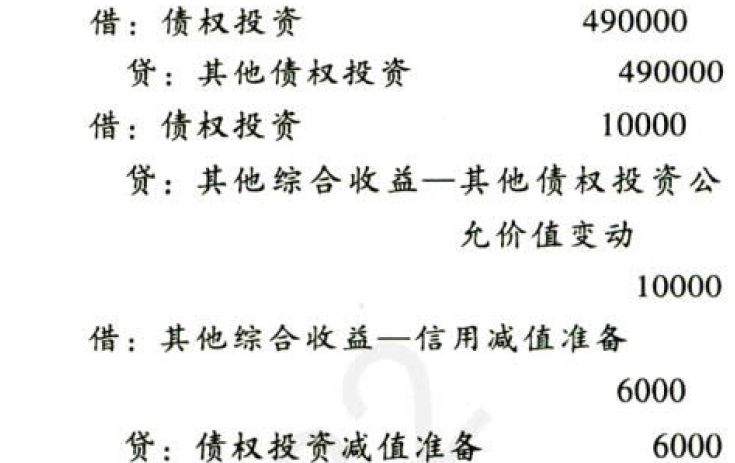 借：债权投资 490000
贷：其他债权投资 490000
借：债权投资 10000
贷：其他综合收益—其他债权投资公
允价值变动
10000
借：其他综合收益—信用减值准备
6000
贷：债权投资减值准备 6000